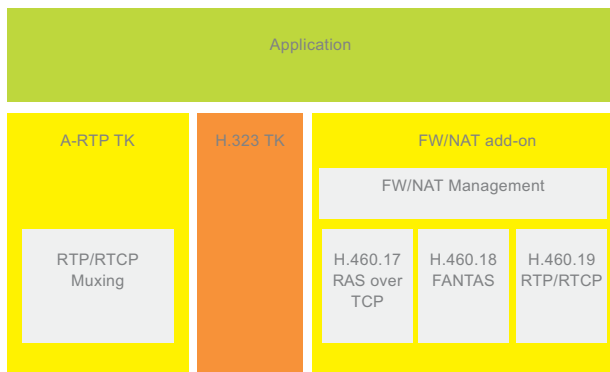 Application
A-RTP TK
H.323 TK
FW/NAT add-on
FW/NAT Management
RTP/RTCP
Muxing
H.460.17
RAS over
TCP
H.460.18
FANTAS
H.460.19
RTP/RTCP